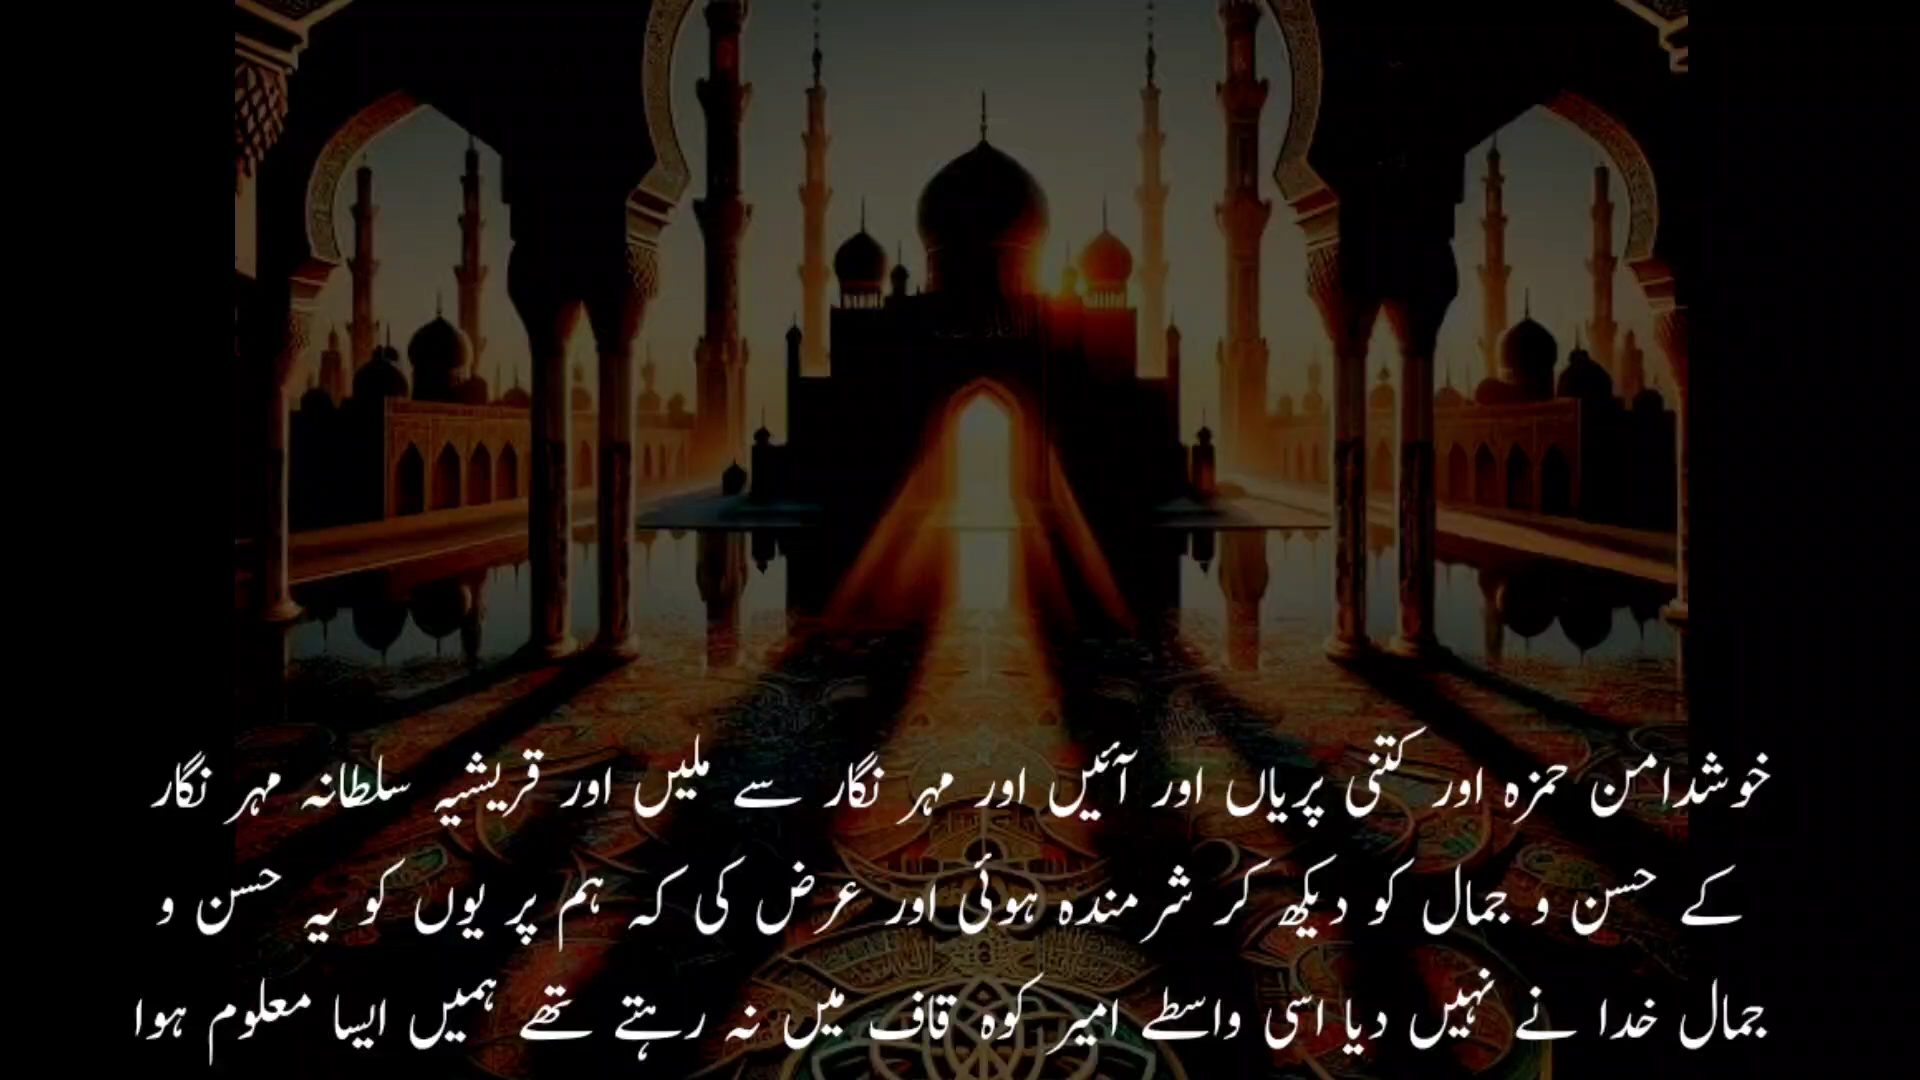 خوشدامن حمزہ اور کتنی پریاں اور آئیں اور مہر نگار سے ملیں اور قریشیہ سلطانہ مہر نگار
کے حسن و جمال کو دیکھ کر شرمندہ ہوئی اور عرض کی کہ ہم پریوں کو یہ حسن و
جمال خدا نے نہیں دیا اسی واسطے امیر کوہ قاف میں نہ رہتے تھے ہمیں ایسا معلوم ہوا